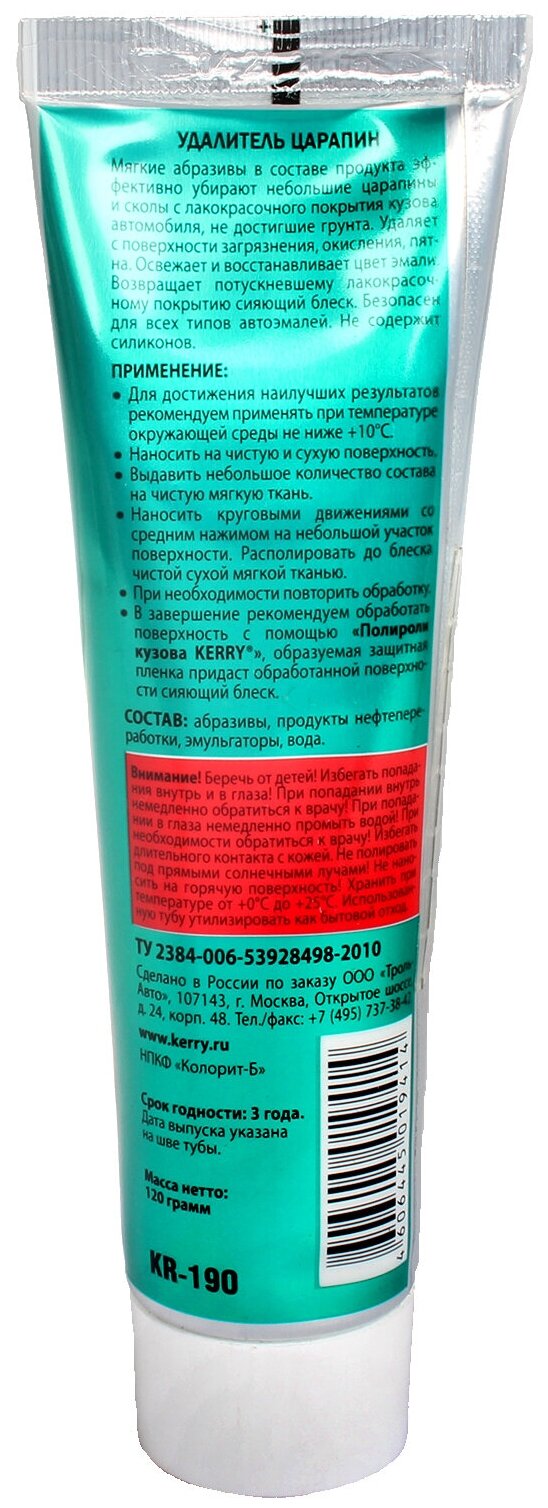 УДАЛИТЕЛЬ ЦАРАПИН
Мягкие абразивы в составе продукта эф-
фективно убирают небольшие царапины
и сколы с лакокрасочного покрытия кузова
автомобиля, не достигшие грунта. Удаляет
с поверхности загрязнения, окисления, пят-
на. Освежает и восстанавливает цвет эмали.
Возвращает потускневшему лакокрасоч-
ному покрытию сияющий блеск. Безопасен
для всех типов автоэмалей. Не содержит
силиконов.
ПРИМЕНЕНИЕ:
• Для достижения наилучших результатов
рекомендуем применять при температуре
окружающей среды не ниже +10°С.
• Наносить на чистую и сухую поверхность.
• Выдавить небольшое количество состава
на чистую мягкую ткань.
• Наносить круговыми движениями со
средним нажимом на небольшой участок
поверхности. Располировать до блеска
чистой сухой мягкой тканью.
• При необходимости повторить обработку.
• В завершение рекомендуем обработать
поверхность с помощью «Полироли
кузова KERRY®», образуемая защитная
пленка придаст обработанной поверхно-
сти сияющий блеск.
СОСТАВ: абразивы, продукты нефтепере-
работки, эмульгаторы, вода.
Внимание! Беречь от детей! Избегать попада-
ния внутрь и в глаза! При попадании внутрь
немедленно обратиться к врачу! При попада-
нии в глаза немедленно промыть водой! При
необходимости обратиться к врачу! Избегать
длительного контакта с кожей. Не полировать
под прямыми солнечными лучами! Не нано-
сить на горячую поверхность! Хранить при
температуре от +0°С до +25°С. Использован-
ную тубу утилизировать как бытовой отход.
ТУ 2384-006-53928498-2010
Сделано в России по заказу ООО «Трол-
Авто», 107143, г. Москва, Открытое шоссе,
д. 24, корп. 48. Тел./факс: +7 (495) 737-38-42
www.kerry.ru
НПКФ «Колорит-Б»
Срок годности: 3 года.
Дата выпуска указана
на шве тубы.
Масса нетто:
120 грамм
KR-190
4 606445 019414